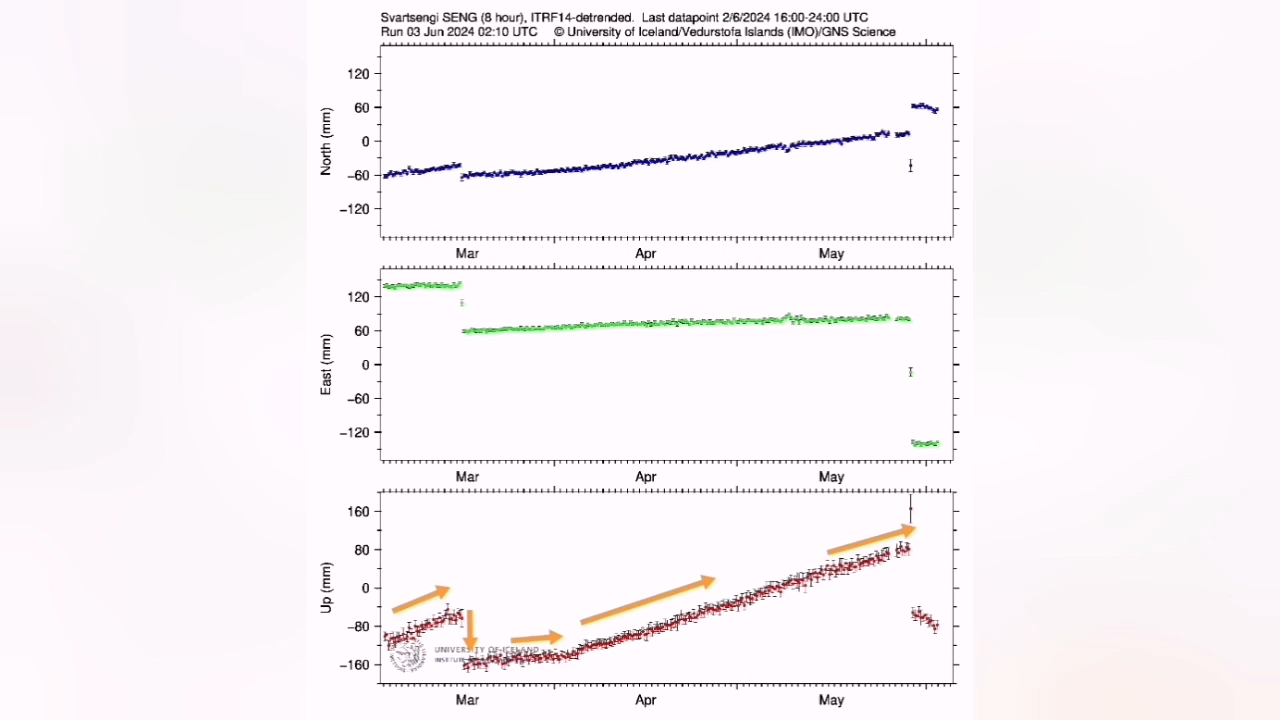 Svartsengi SENG (8 hour), ITRF14-detrended. Last datapoint 2/6/2024 16:00-24:00 UTC
Run 03 Jun 2024 02:10 UTC © University of Iceland/Vedurstofa Islands (IMO)/GNS Science
North (mm)
120
60
0
−60
−120
Mar Apr May
East (mm)
120
60
0
−60
−120
Mar Apr May
Up (mm)
160
80
0
−80
−160
UNIVERSITY OF ICELAND
Mar Apr May